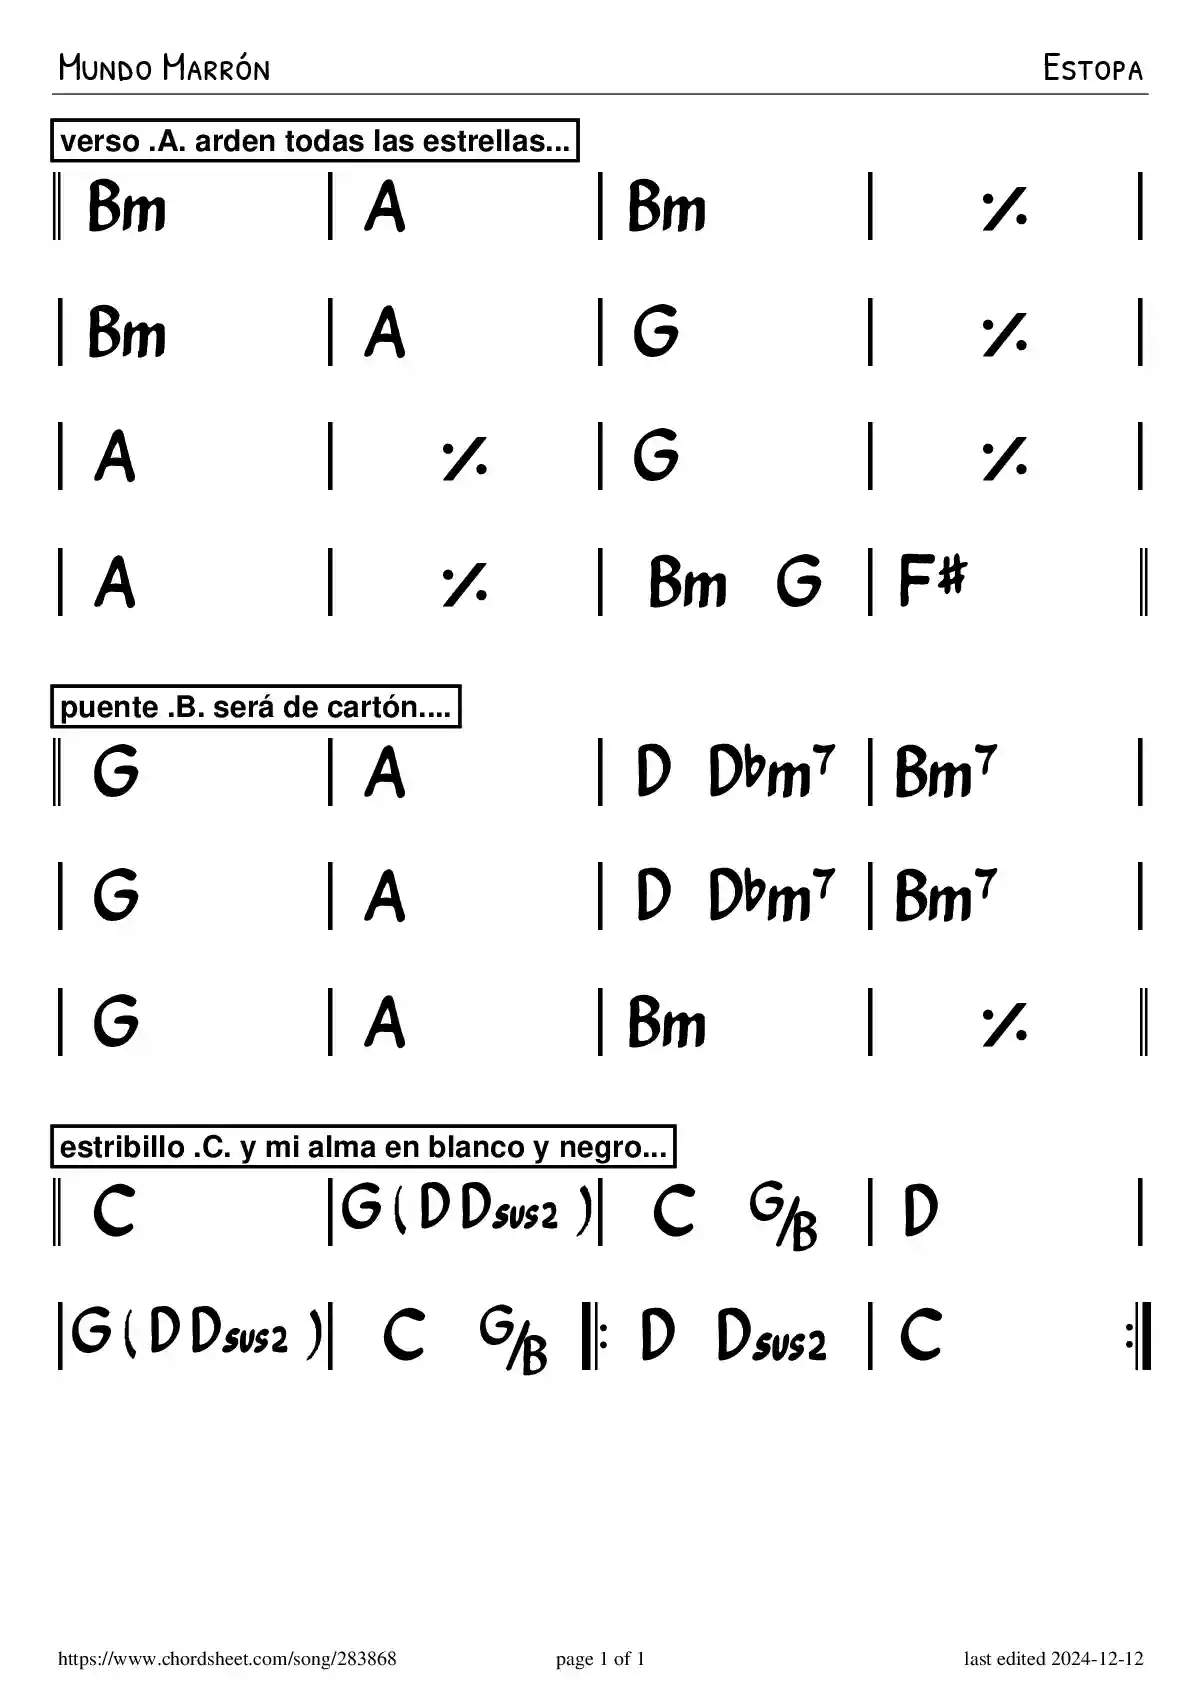 Mundo Marrón Estopa
verso .A. arden todas las estrellas...
‖ Bm | A | Bm | 𝄎 |
| Bm | A | G | 𝄎 |
| A | 𝄎 | G | 𝄎 |
| A | 𝄎 | Bm G | F# ‖
puente .B. será de cartón....
‖ G | A | D D♭m7 | Bm7 |
| G | A | D D♭m7 | Bm7 |
| G | A | Bm | 𝄎 ‖
estribillo .C. y mi alma en blanco y negro...
‖ C | G ( D Dsus2 ) | C G/B | D |
| G ( D Dsus2 ) | C G/B 𝄆 D Dsus2 | C 𝄇
https://www.chordsheet.com/song/283868 page 1 of 1 last edited 2024-12-12